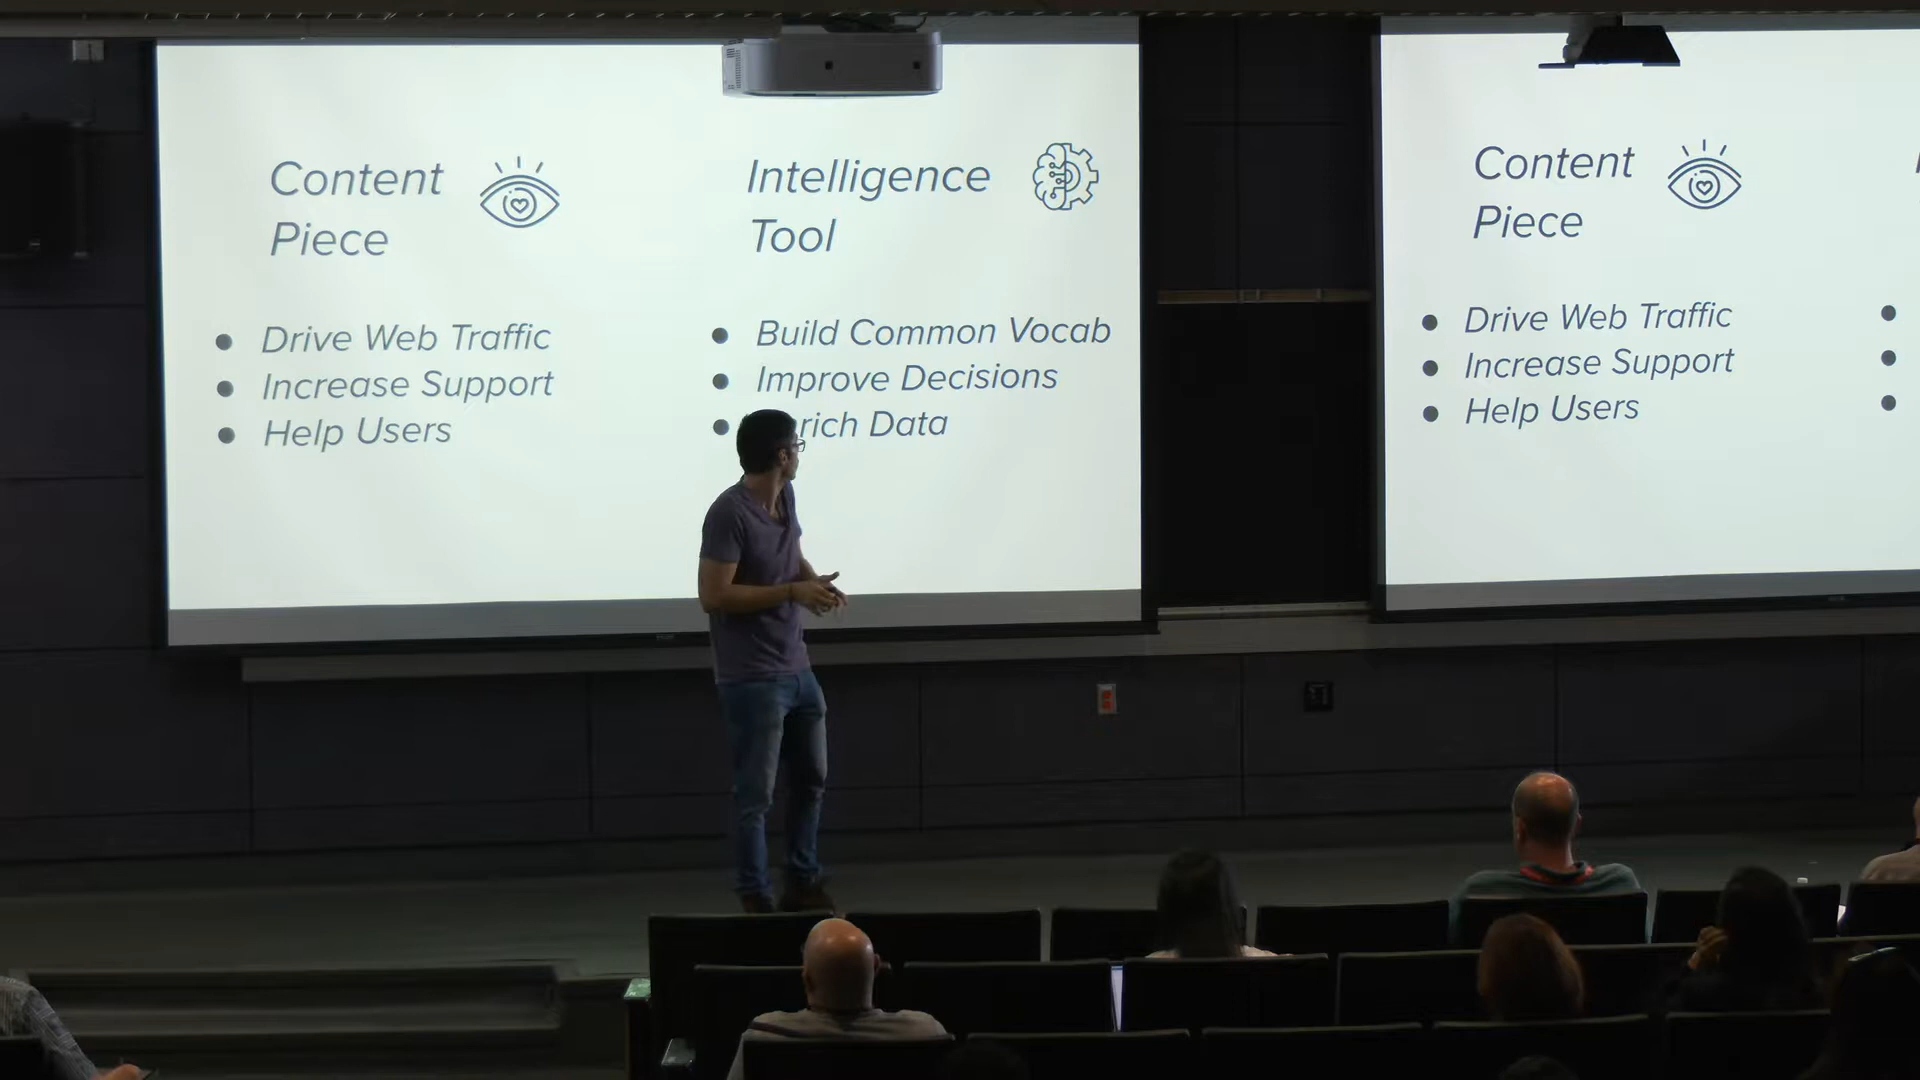 Content
Piece
Drive Web Traffic
Increase Support
Help Users
Intelligence
Tool
Build Common Vocab
Improve Decisions
rich Data
Content
Piece
Drive Web Traffic
Increase Support
Help Users